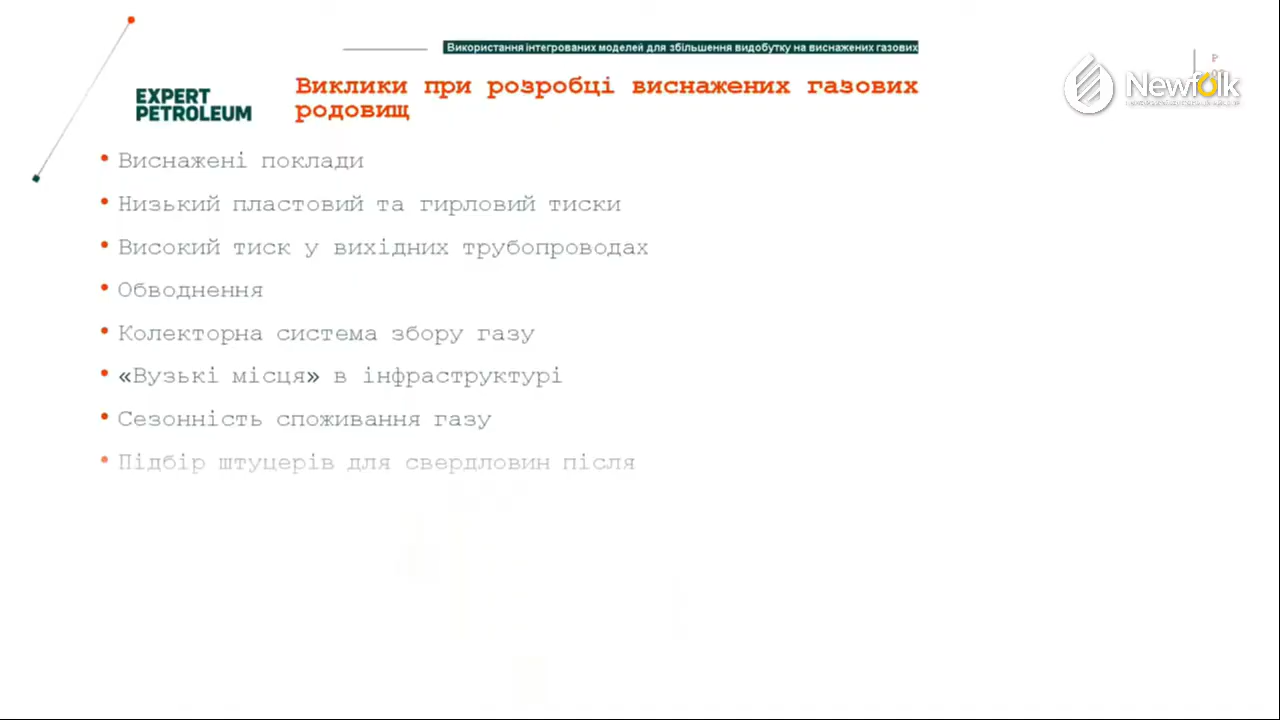 Використання інтегрованих моделей для збільшення видобутку на виснажених газових
EXPERT
PETROLEUM
Виклики при розробці виснажених газових
родовищ
Newfolk
• Виснажені поклади
• Низький пластовий та гирловий тиски
• Високий тиск у вихідних трубопроводах
• Обводнення
• Колекторна система збору газу
• «Вузькі місця» в інфраструктурі
• Сезонність споживання газу
• Підбір штуцерів для свердловин після